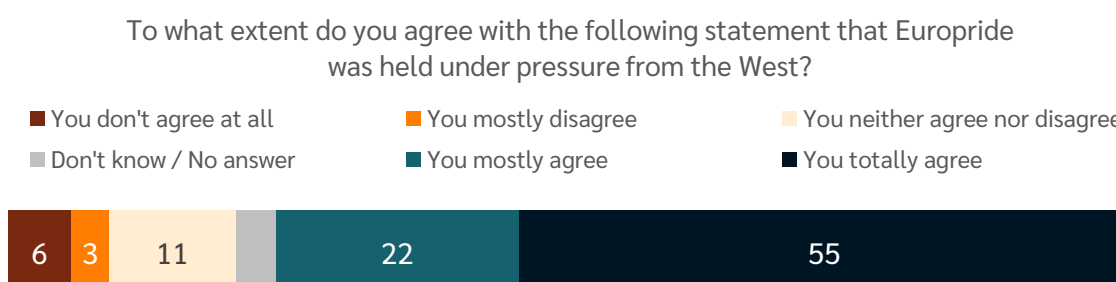 To what extent do you agree with the following statement that Europride
was held under pressure from the West?
You don't agree at all
You mostly disagree
You neither agree nor disagree
Don't know / No answer
You mostly agree
You totally agree
6 3 11 22 55